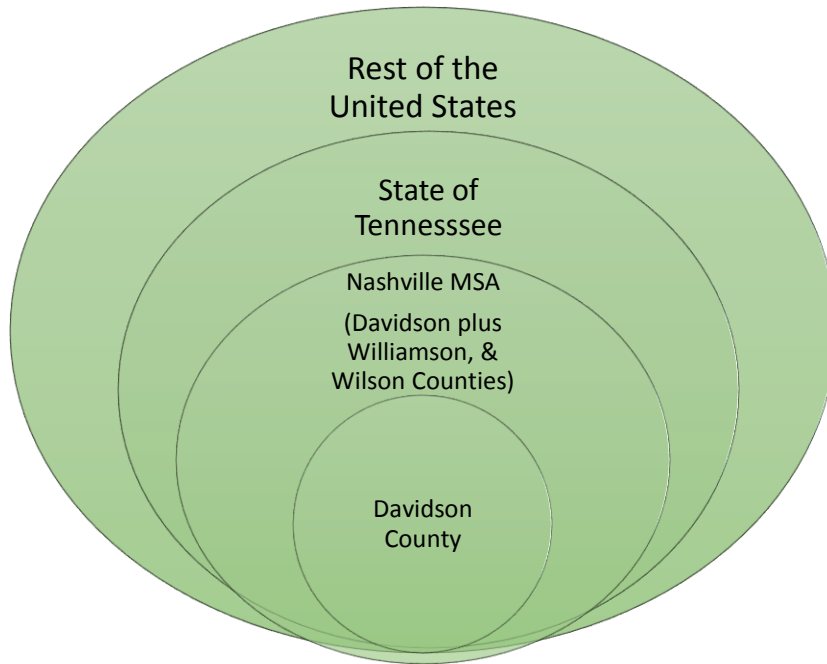 Rest of the
United States
State of
Tennesssee
Nashville MSA
(Davidson plus
Williamson, &
Wilson Counties)
Davidson
County